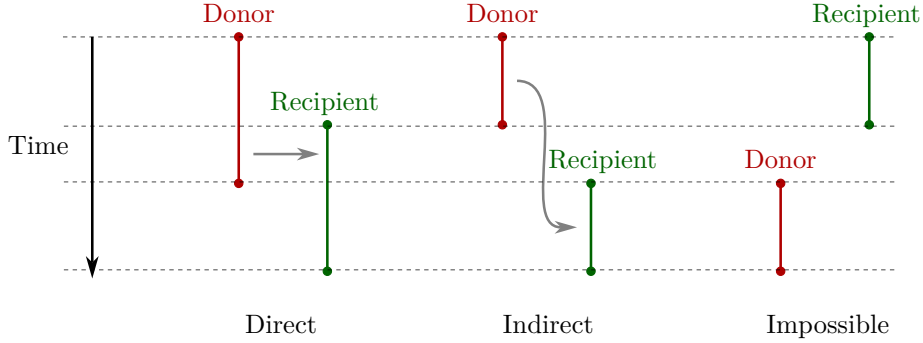 Donor
Donor
Recipient
Recipient
Time
Recipient
Donor
Direct
Indirect
Impossible